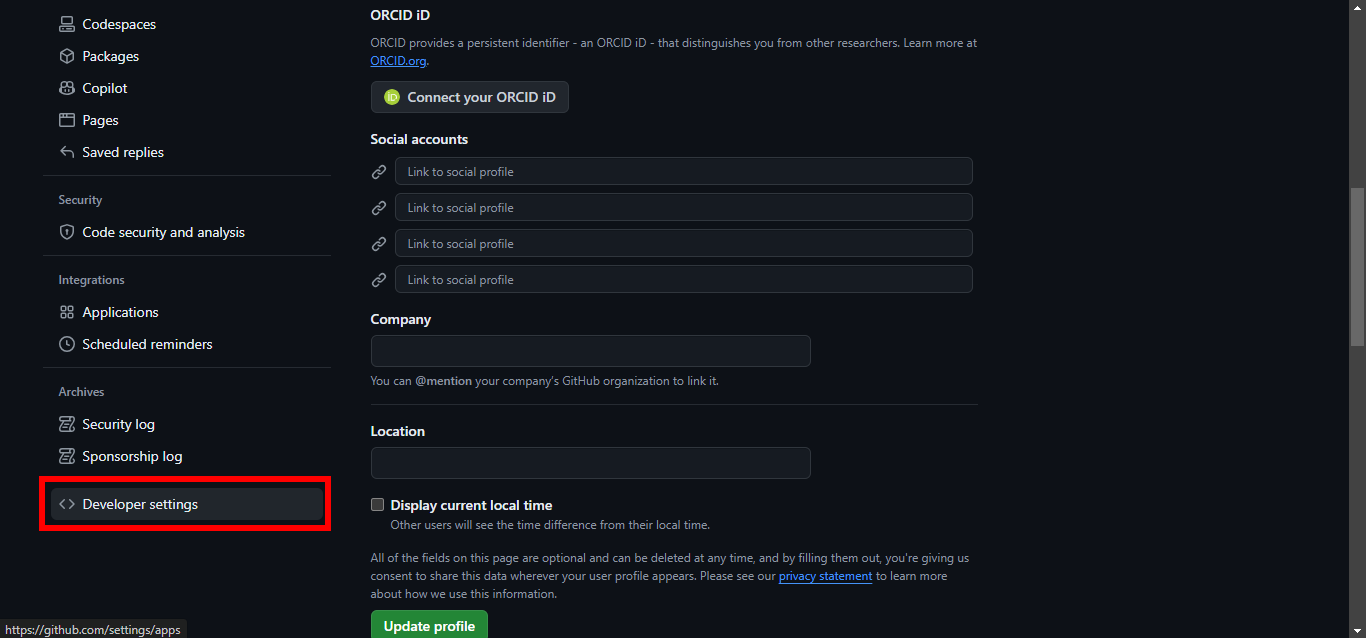 Codespaces
Packages
Copilot
Pages
Saved replies
Security
Code security and analysis
Integrations
Applications
Scheduled reminders
Archives
Security log
Sponsorship log
Developer settings
ORCID iD
ORCID provides a persistent identifier - an ORCID iD - that distinguishes you from other researchers. Learn more at
ORCID.org.
iD Connect your ORCID iD
Social accounts
Link to social profile
Link to social profile
Link to social profile
Link to social profile
Company
You can @mention your company's GitHub organization to link it.
Location
Display current local time
Other users will see the time difference from their local time.
All of the fields on this page are optional and can be deleted at any time, and by filling them out, you're giving us
consent to share this data wherever your user profile appears. Please see our privacy statement to learn more
about how we use this information.
Update profile
https://github.com/settings/apps